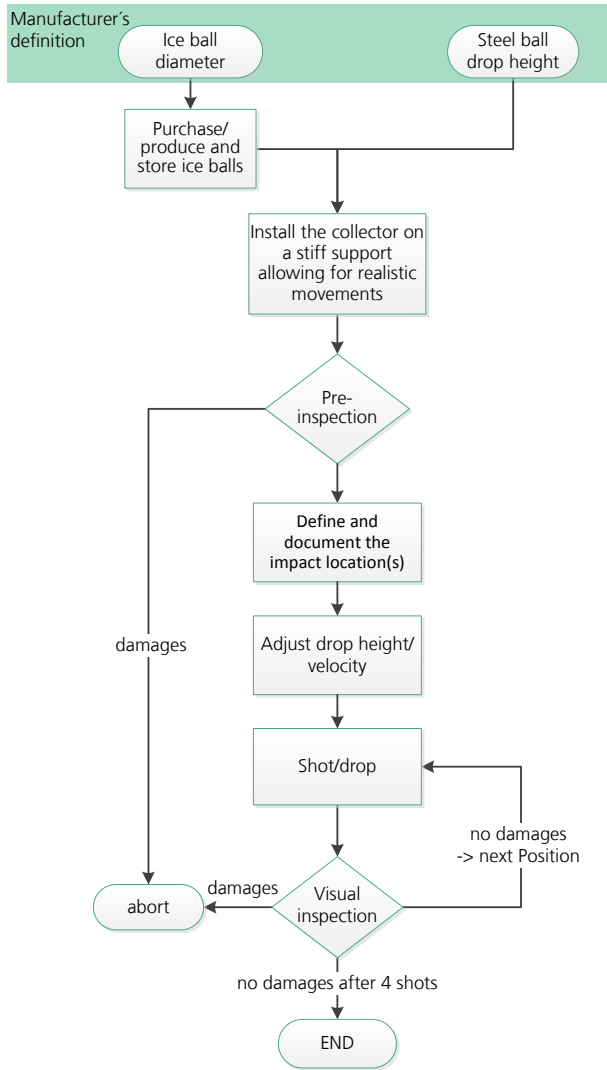 Manufacturer´s
definition
Ice ball
diameter
Steel ball
drop height
Purchase/
produce and
store ice balls
Install the collector on
a stiff support
allowing for realistic
movements
Pre-
inspection
Define and
document the
impact location(s)
damages
Adjust drop height/
velocity
Shot/drop
no damages
-> next Position
damages
abort
Visual
inspection
no damages after 4 shots
END